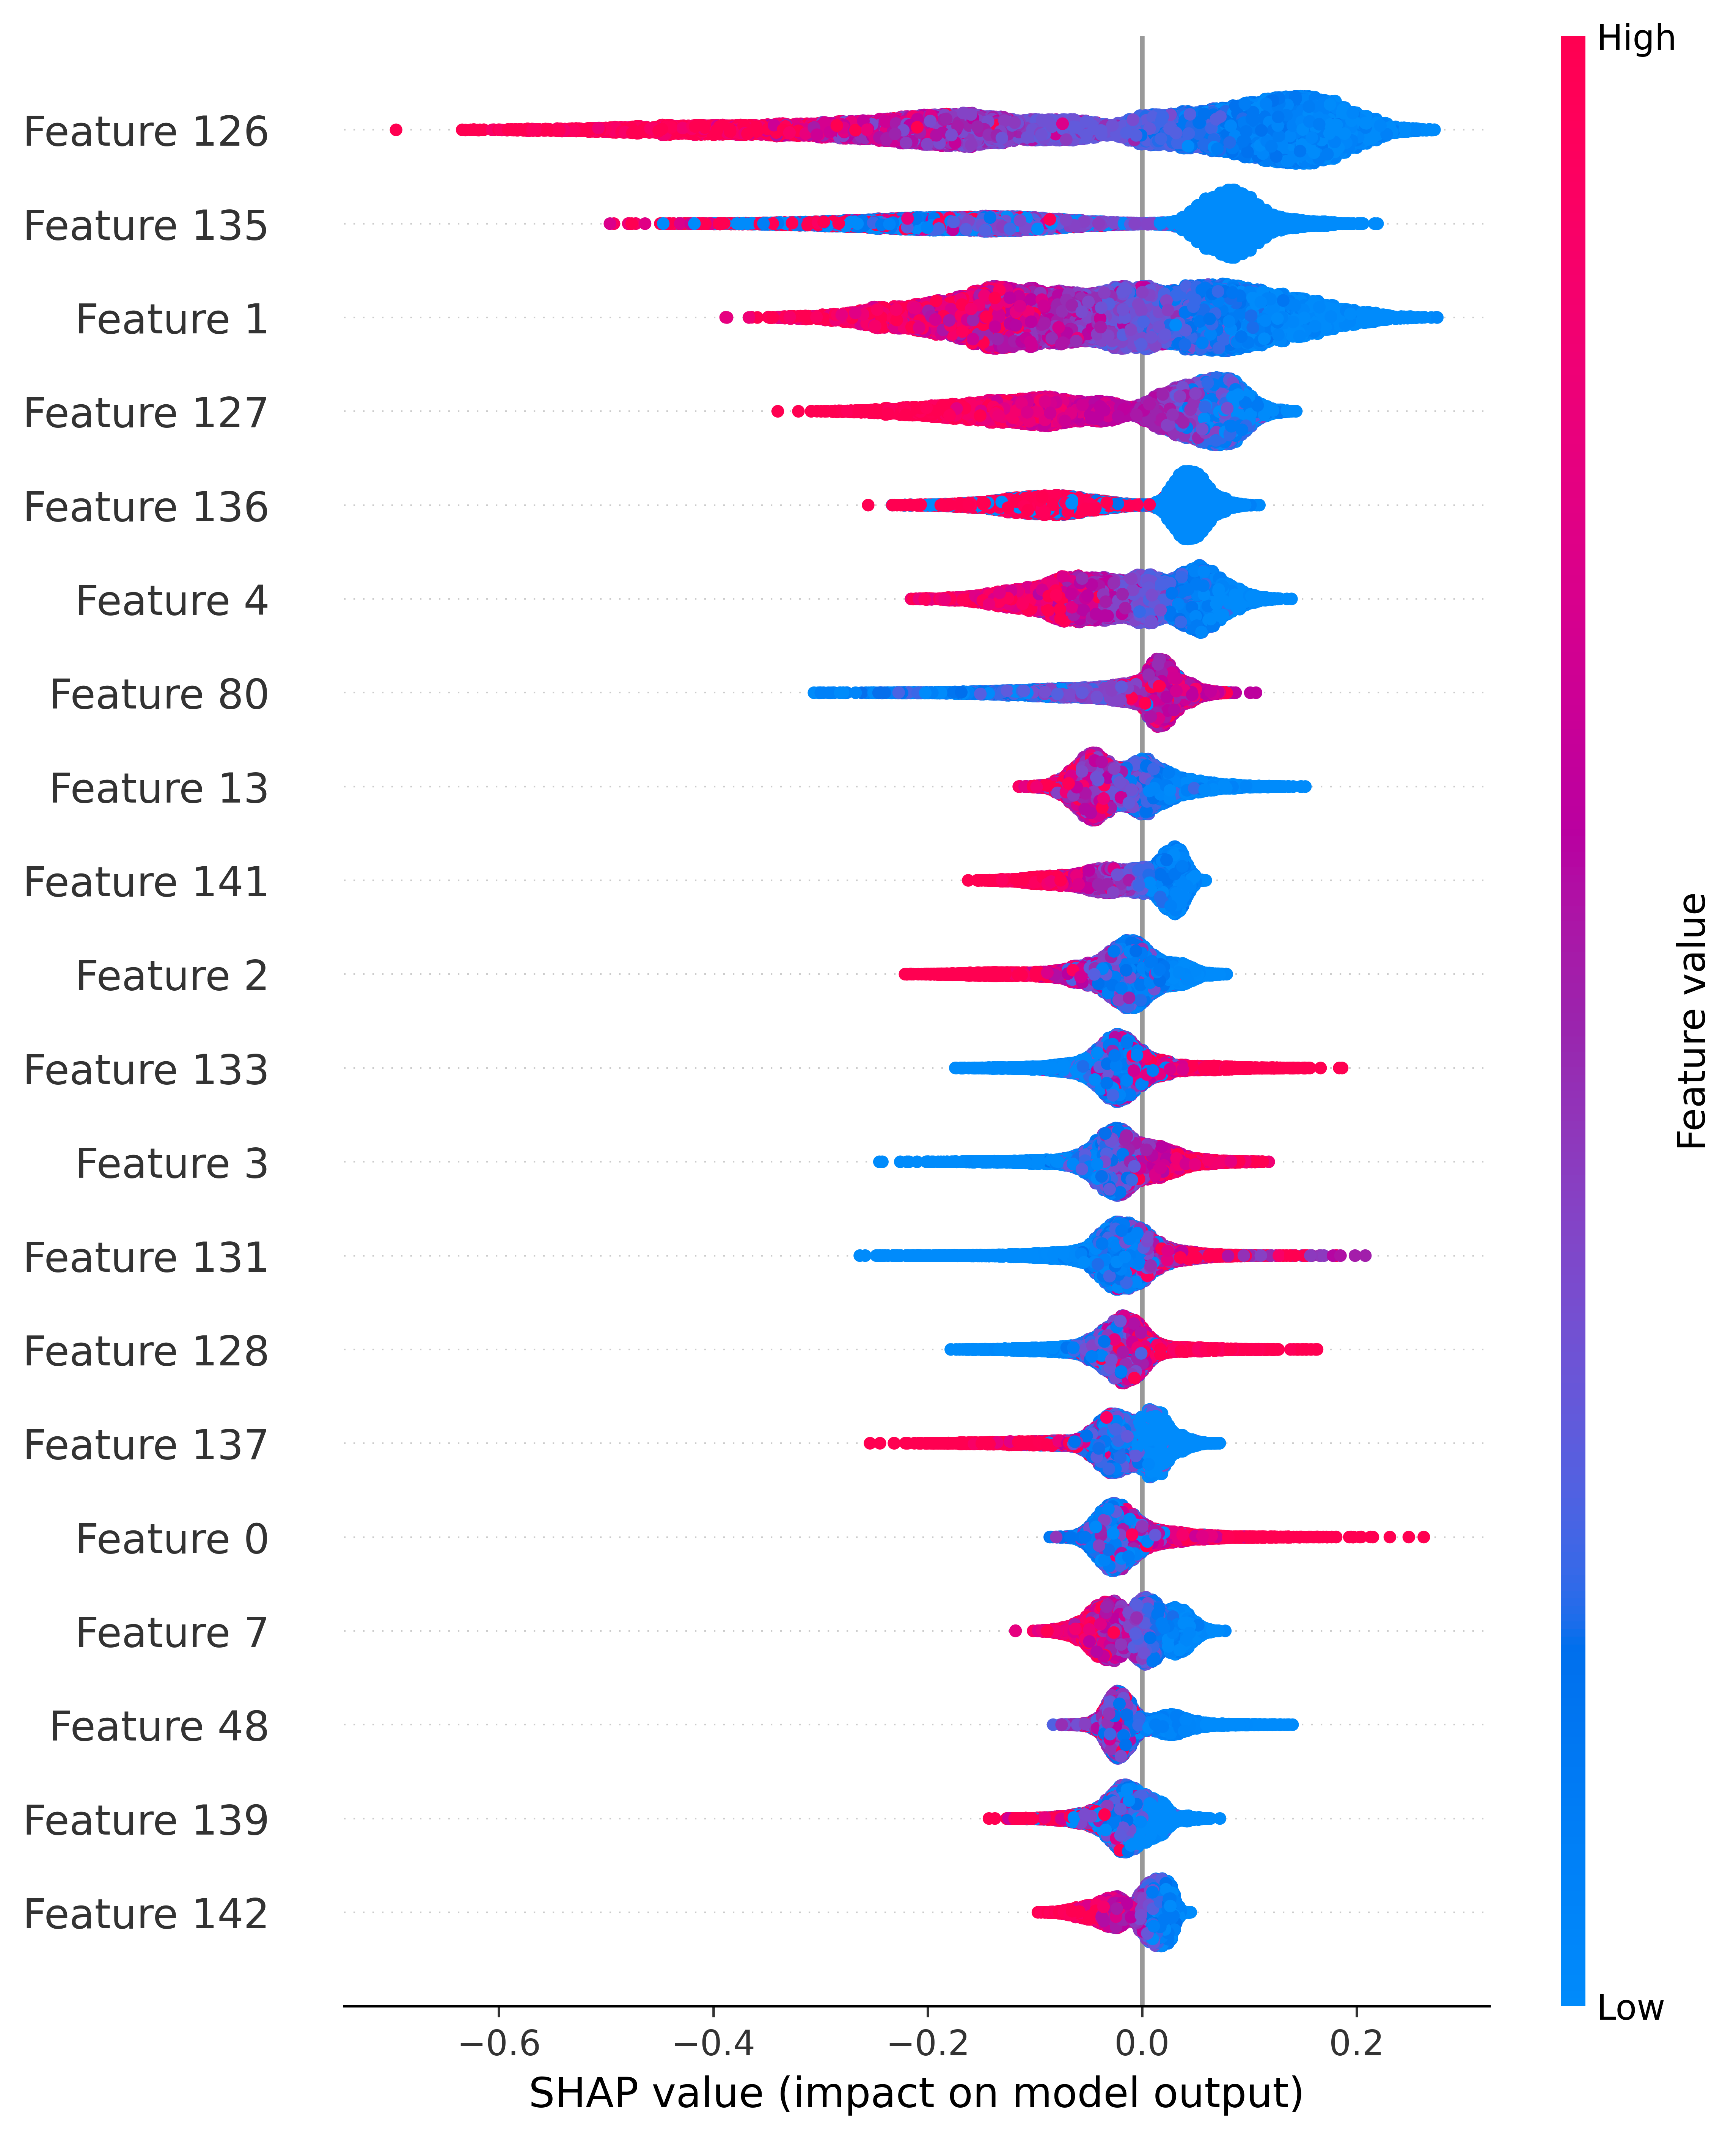 High
Feature 126
Feature 135
Feature 1
Feature 127
Feature 136
Feature 4
Feature 80
Feature 13
Feature 141
Feature 2
Feature 133
Feature 3
Feature 131
Feature 128
Feature 137
Feature 0
Feature 7
Feature 48
Feature 139
Feature 142
Feature value
Low
−0.6 −0.4 −0.2 0.0 0.2
SHAP value (impact on model output)